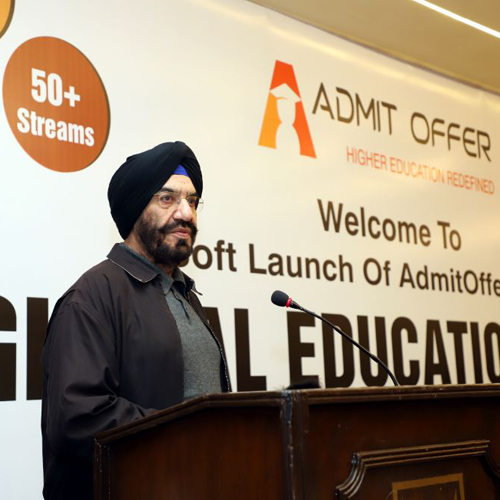 50+
Streams
ADMIT OFFER
HIGHER EDUCATION REDEFINED
Welcome To
oft Launch Of AdmitOffe
AL EDUCATIO